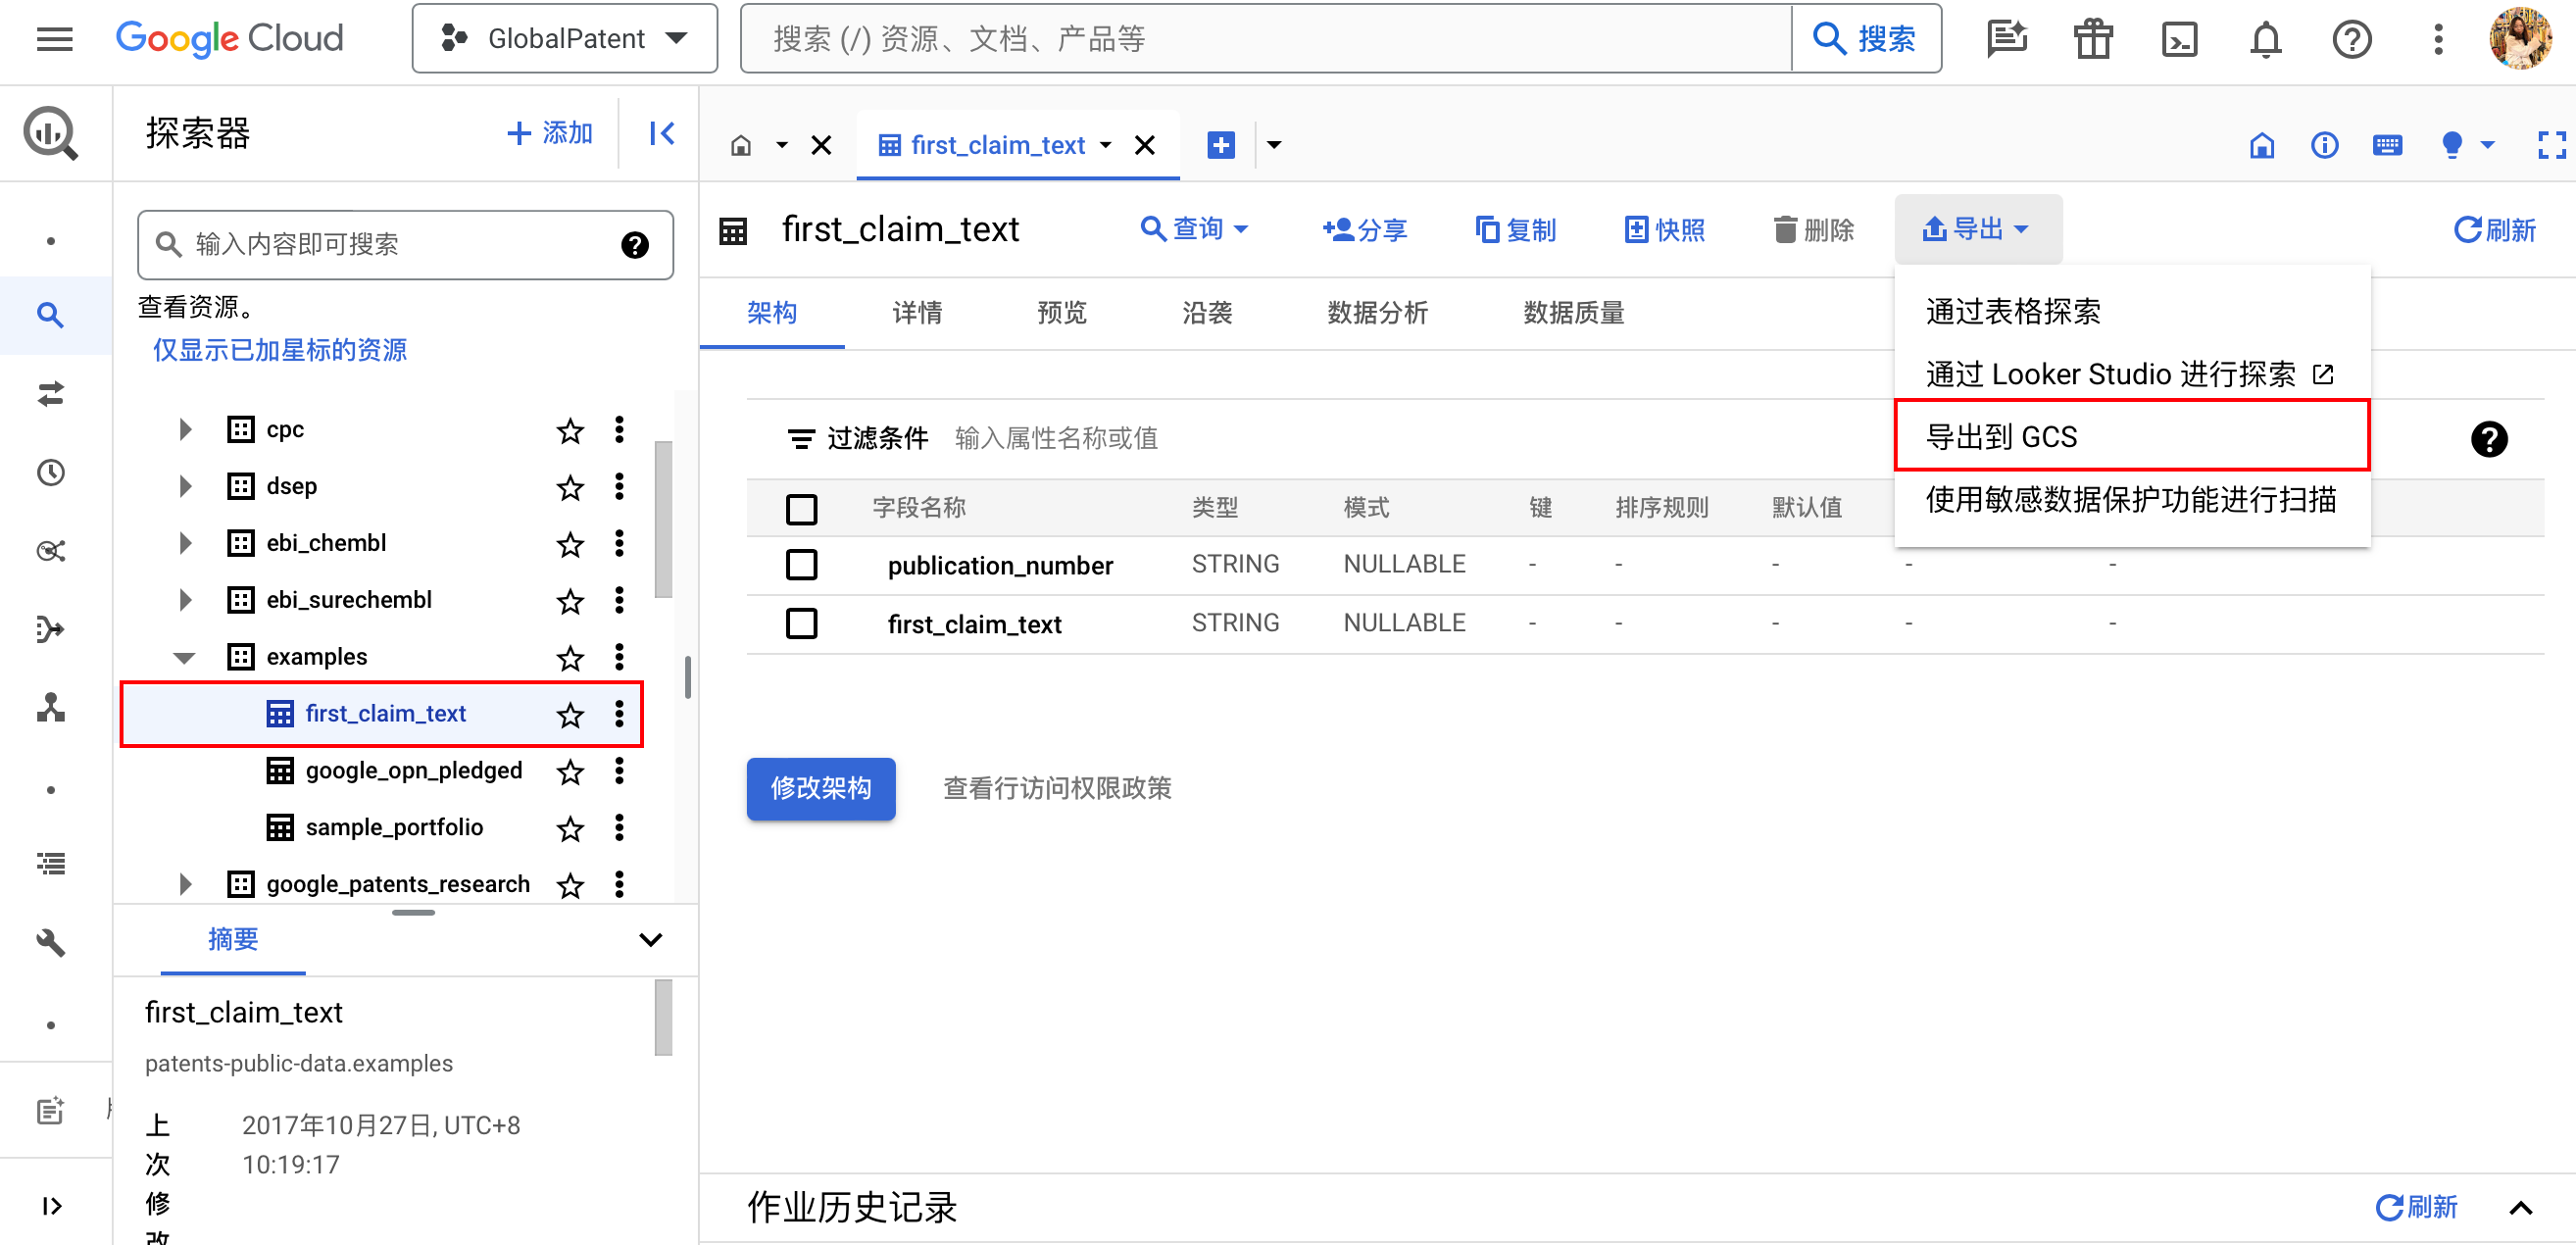 Google Cloud
GlobalPatent
搜索 (/) 资源、文档、产品等
搜索
探索器
添加
first_claim_text
输入内容即可搜索
查看资源。
仅显示已加星标的资源
cpc
dsep
ebi_chembl
ebi_surechembl
examples
first_claim_text
google_opn_pledged
sample_portfolio
google_patents_research
摘要
first_claim_text
patents-public-data.examples
上次修改
2017年10月27日, UTC+8
10:19:17
first_claim_text
查询
分享
复制
快照
删除
导出
刷新
架构
详情
预览
沿袭
数据分析
数据质量
通过表格探索
通过 Looker Studio 进行探索
导出到 GCS
使用敏感数据保护功能进行扫描
过滤条件 输入属性名称或值
字段名称 类型 模式 键 排序规则 默认值
publication_number STRING NULLABLE - - - - -
first_claim_text STRING NULLABLE - - - - -
修改架构
查看行访问权限政策
作业历史记录
刷新